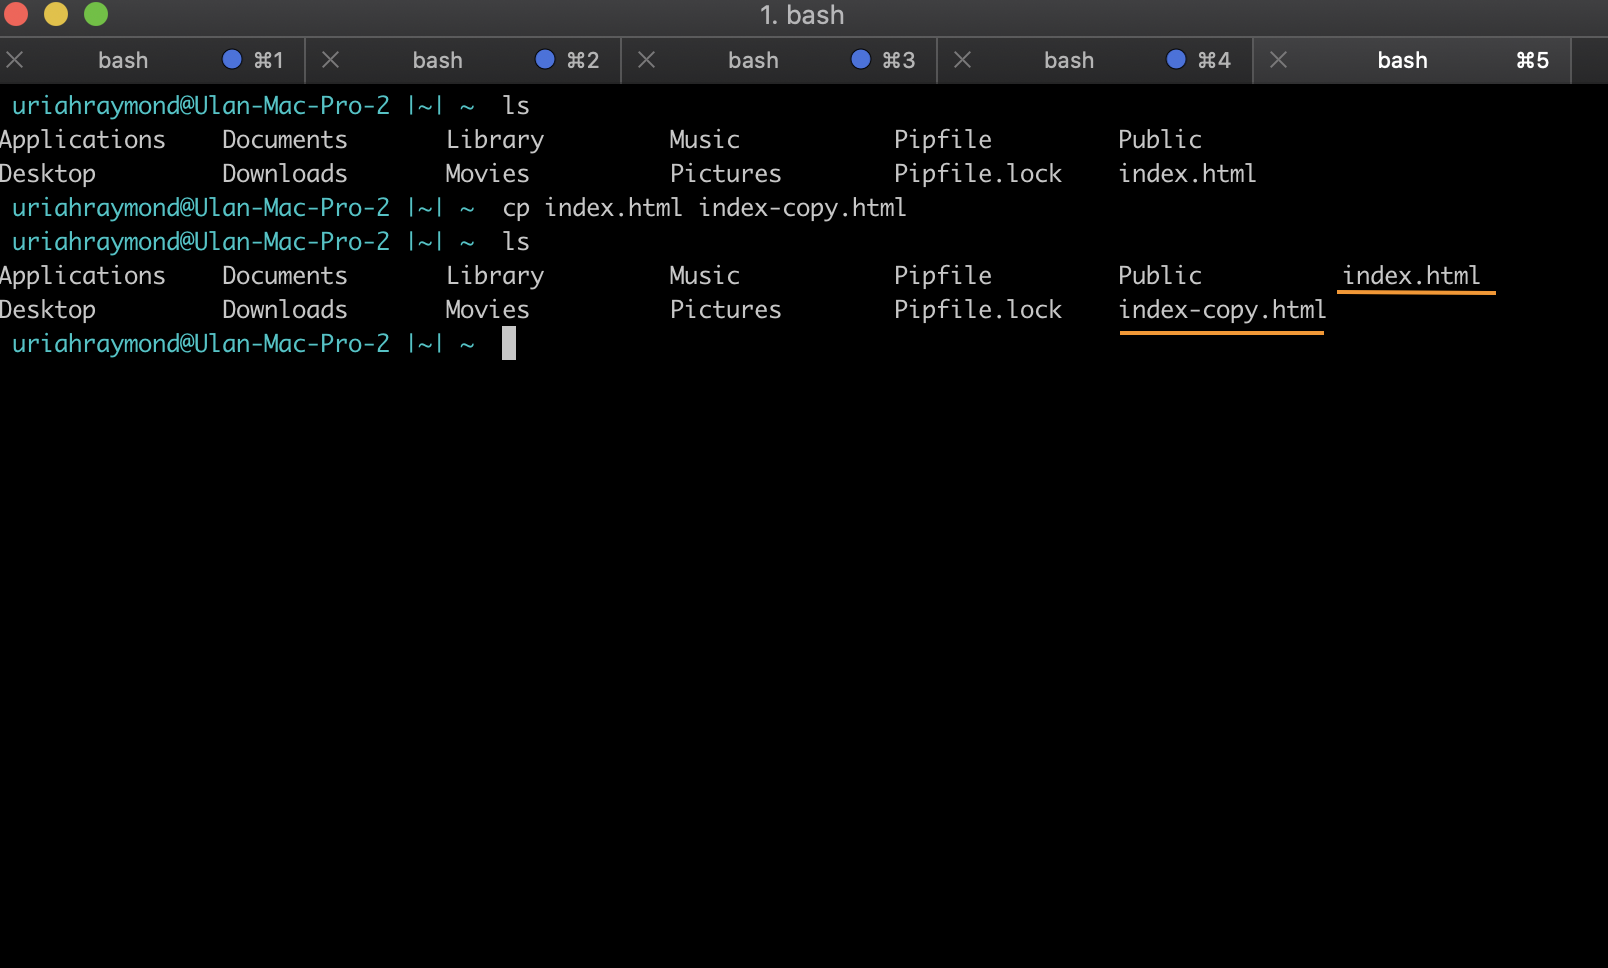 1. bash
bash ⌘1 bash ⌘2 bash ⌘3 bash ⌘4 bash ⌘5
uriahraymond@Ulan-Mac-Pro-2 |~| ~ ls
Applications Documents Library Music Pipfile Public
Desktop Downloads Movies Pictures Pipfile.lock index.html
uriahraymond@Ulan-Mac-Pro-2 |~| ~ cp index.html index-copy.html
uriahraymond@Ulan-Mac-Pro-2 |~| ~ ls
Applications Documents Library Music Pipfile Public index.html
Desktop Downloads Movies Pictures Pipfile.lock index-copy.html
uriahraymond@Ulan-Mac-Pro-2 |~| ~